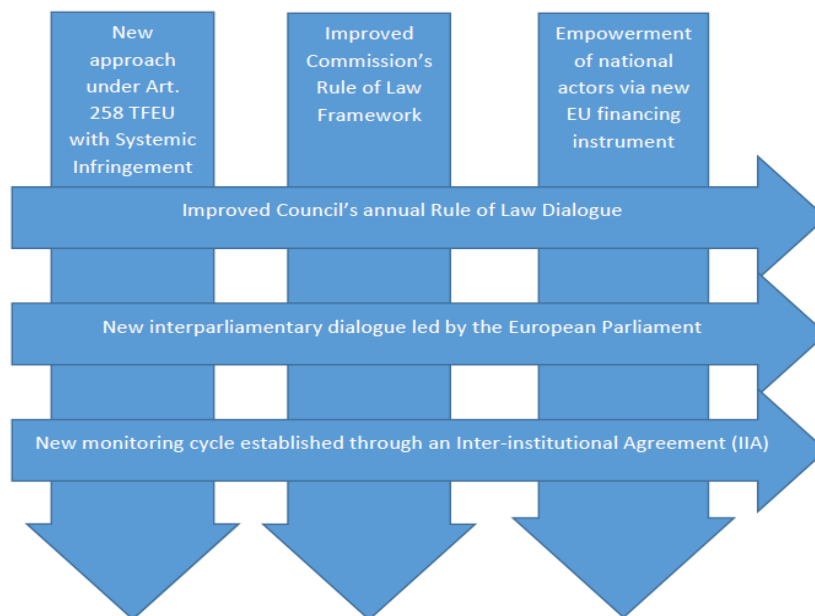 New
approach
under Art.
258 TFEU
with Systemic
Infringement
Improved
Commission's
Rule of Law
Framework
Empowerment
of national
actors via new
EU financing
instrument
Improved Council's annual Rule of Law Dialogue
New interparliamentary dialogue led by the European Parliament
New monitoring cycle established through an Inter-institutional Agreement (IIA)